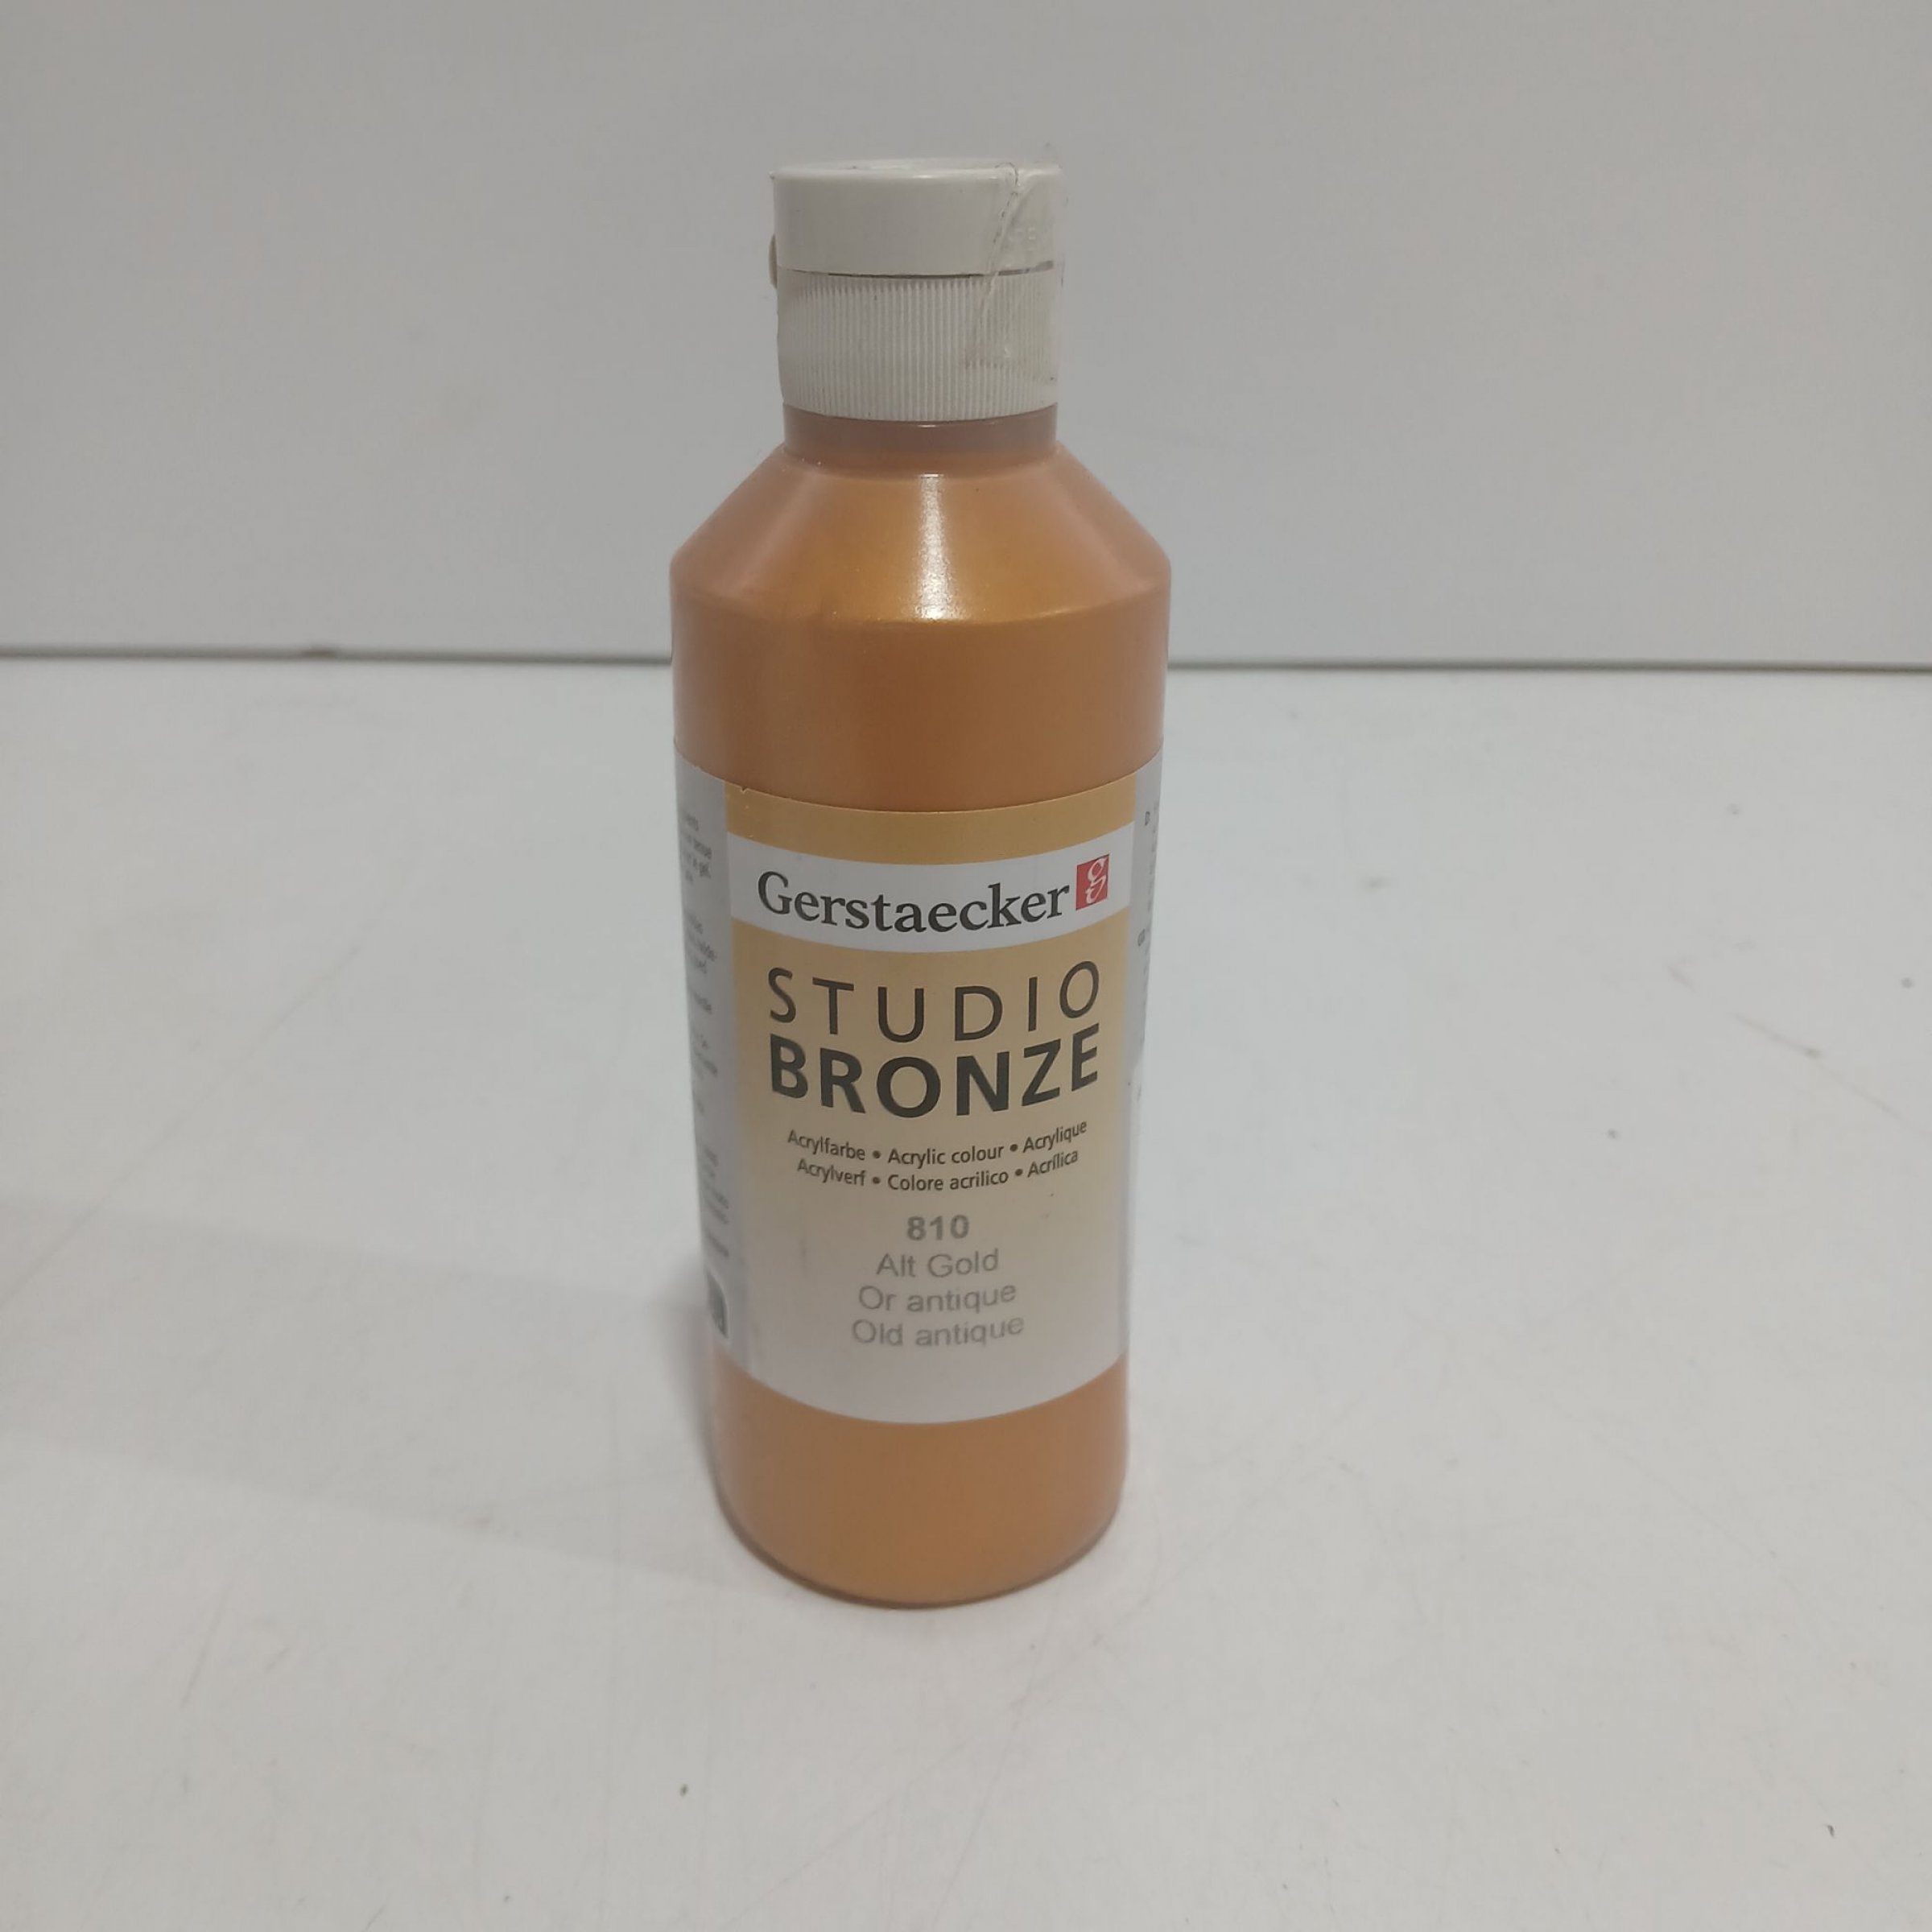 Gerstaecker
STUDIO
BRONZE
Acrylfarbe • Acrylic colour • Acrylique
Acrylverf • Colore acrilico • Acrílica
810
Alt Gold
Or antique
Old antique